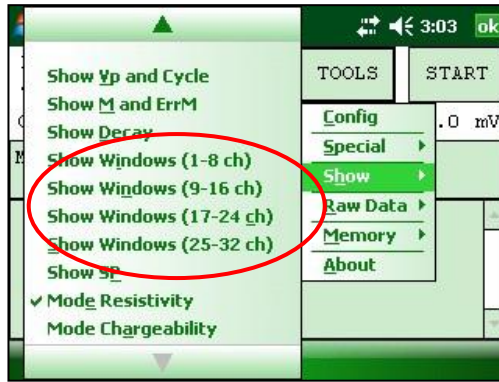 3:03 ok
TOOLS START
.0 mV
Show Vp and Cycle
Show M and ErrM
Show Decay
Show Windows (1-8 ch)
Show Windows (9-16 ch)
Show Windows (17-24 ch)
Show Windows (25-32 ch)
Show SP
Mode Resistivity
Mode Chargeability
Config
Special
Show
Raw Data
Memory
About